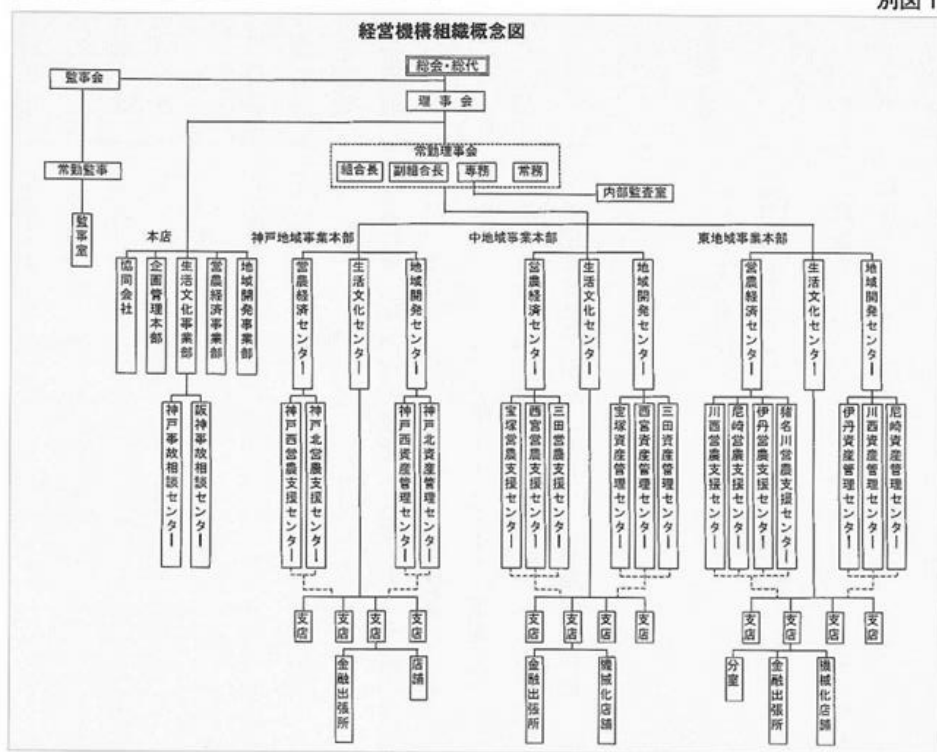 別図1
経営機構組織概念図
総会・総代
監事会
理事会
常勤理事会
組合長
副組合長
専務
常務
常勤監事
内部監査室
監事室
本店
神戸地域事業本部
中地域事業本部
東地域事業本部
協同会社
企画管理本部
生活文化事業部
営農経済事業部
地域開発事業部
営農経済センター
生活文化センター
地域開発センター
営農経済センター
生活文化センター
地域開発センター
営農経済センター
生活文化センター
地域開発センター
神戸事故相談センター
阪神事故相談センター
神戸西営農支援センター
神戸北営農支援センター
神戸西資産管理センター
神戸北資産管理センター
宝塚営農支援センター
西宮営農支援センター
三田営農支援センター
宝塚資産管理センター
西宮資産管理センター
三田資産管理センター
川西営農支援センター
尼崎営農支援センター
伊丹営農支援センター
猪名川営農支援センター
伊丹資産管理センター
川西資産管理センター
尼崎資産管理センター
支店
支店
支店
支店
支店
支店
支店
支店
支店
支店
支店
支店
金融出張所
店舗
金融出張所
機械化店舗
分室
金融出張所
機械化店舗